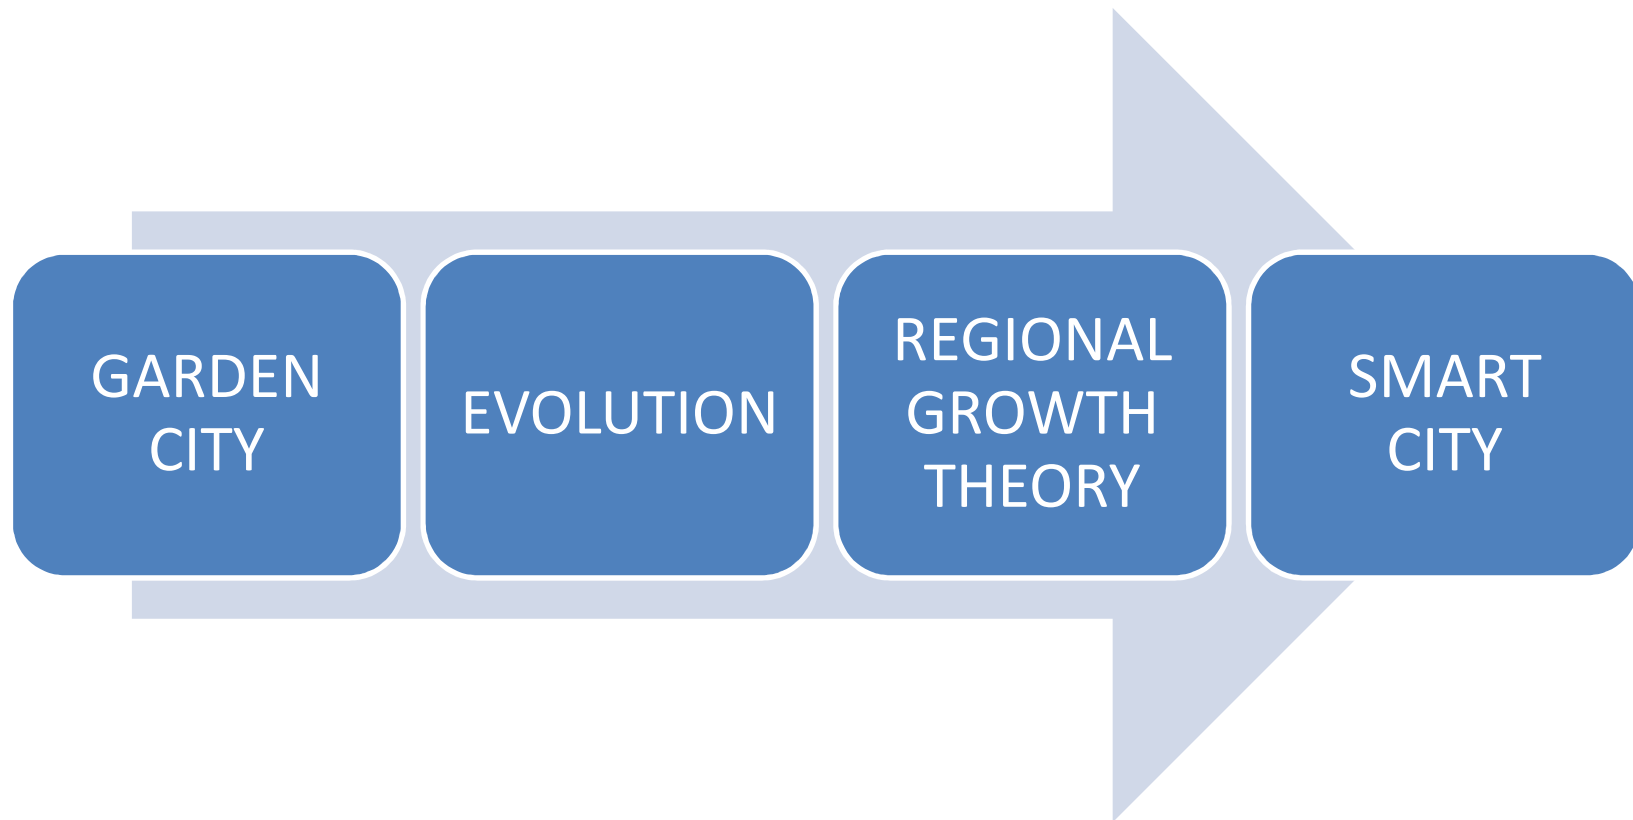 GARDEN
CITY
EVOLUTION
REGIONAL
GROWTH
THEORY
SMART
CITY